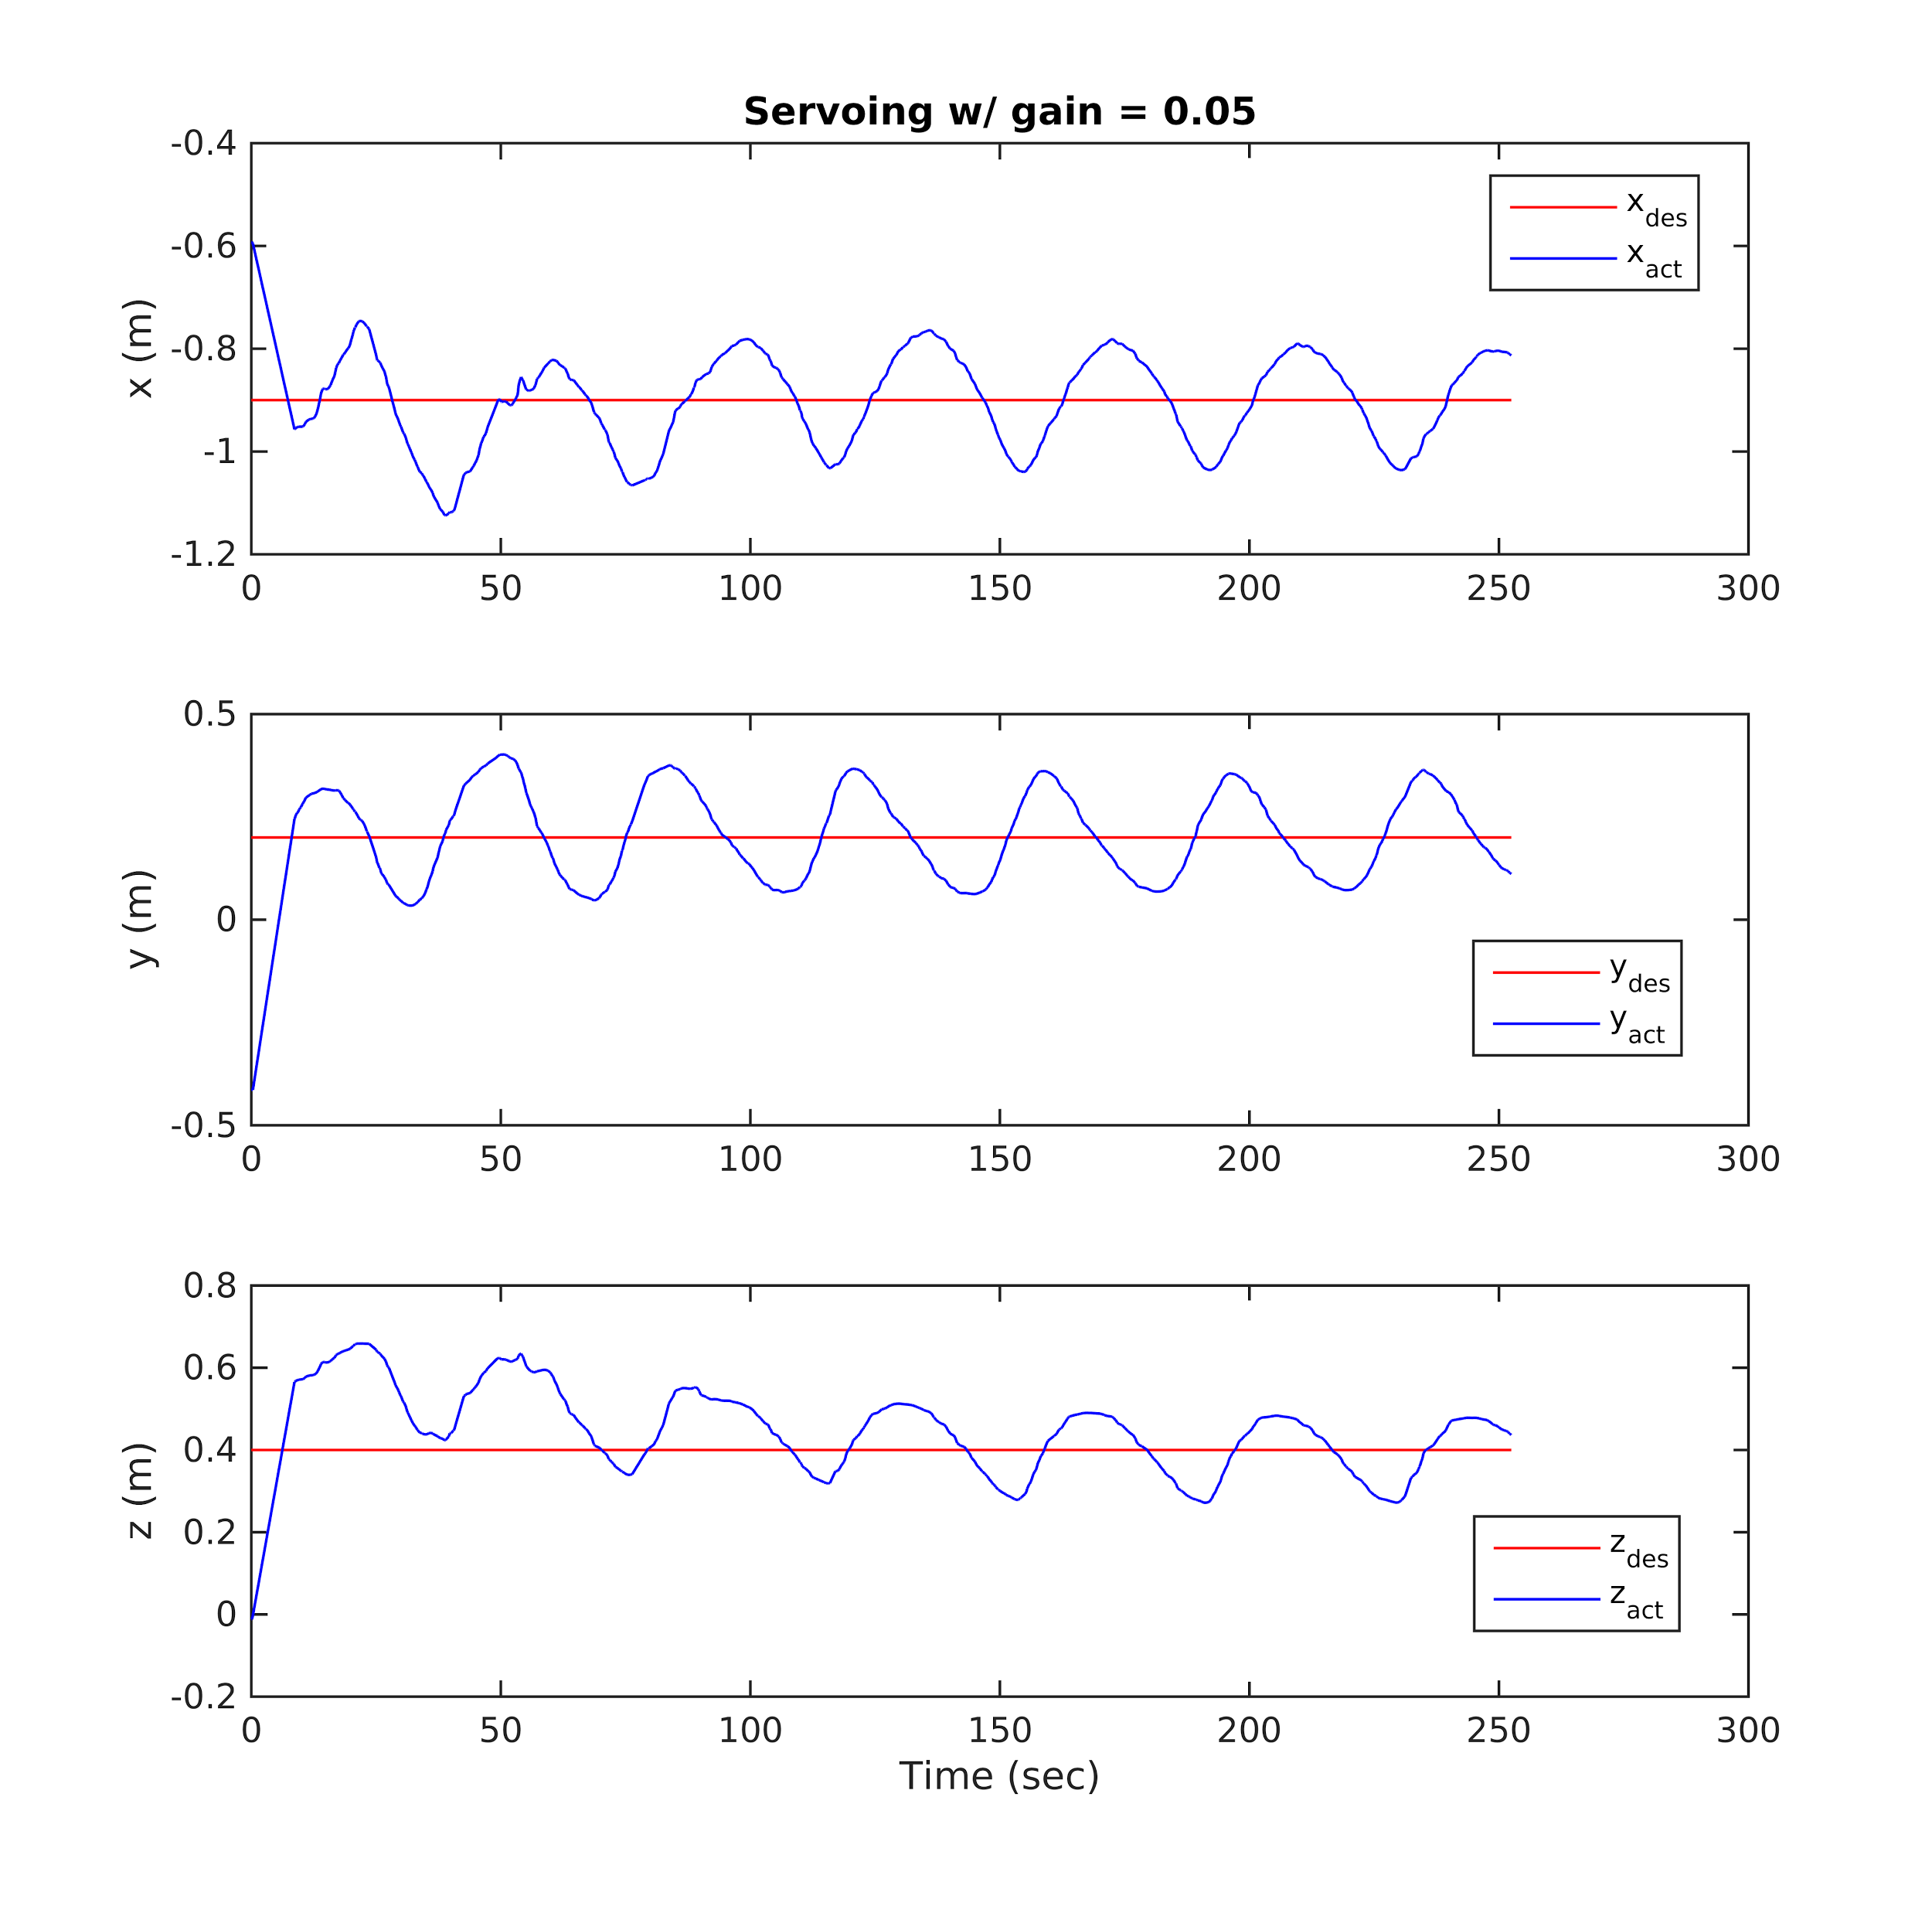 Servoing w/ gain = 0.05
-0.4
-0.6
-0.8
-1
-1.2
x (m)
0 50 100 150 200 250 300
x_des
x_act
0.5
0
-0.5
y (m)
0 50 100 150 200 250 300
y_des
y_act
0.8
0.6
0.4
0.2
0
-0.2
z (m)
0 50 100 150 200 250 300
z_des
z_act
Time (sec)